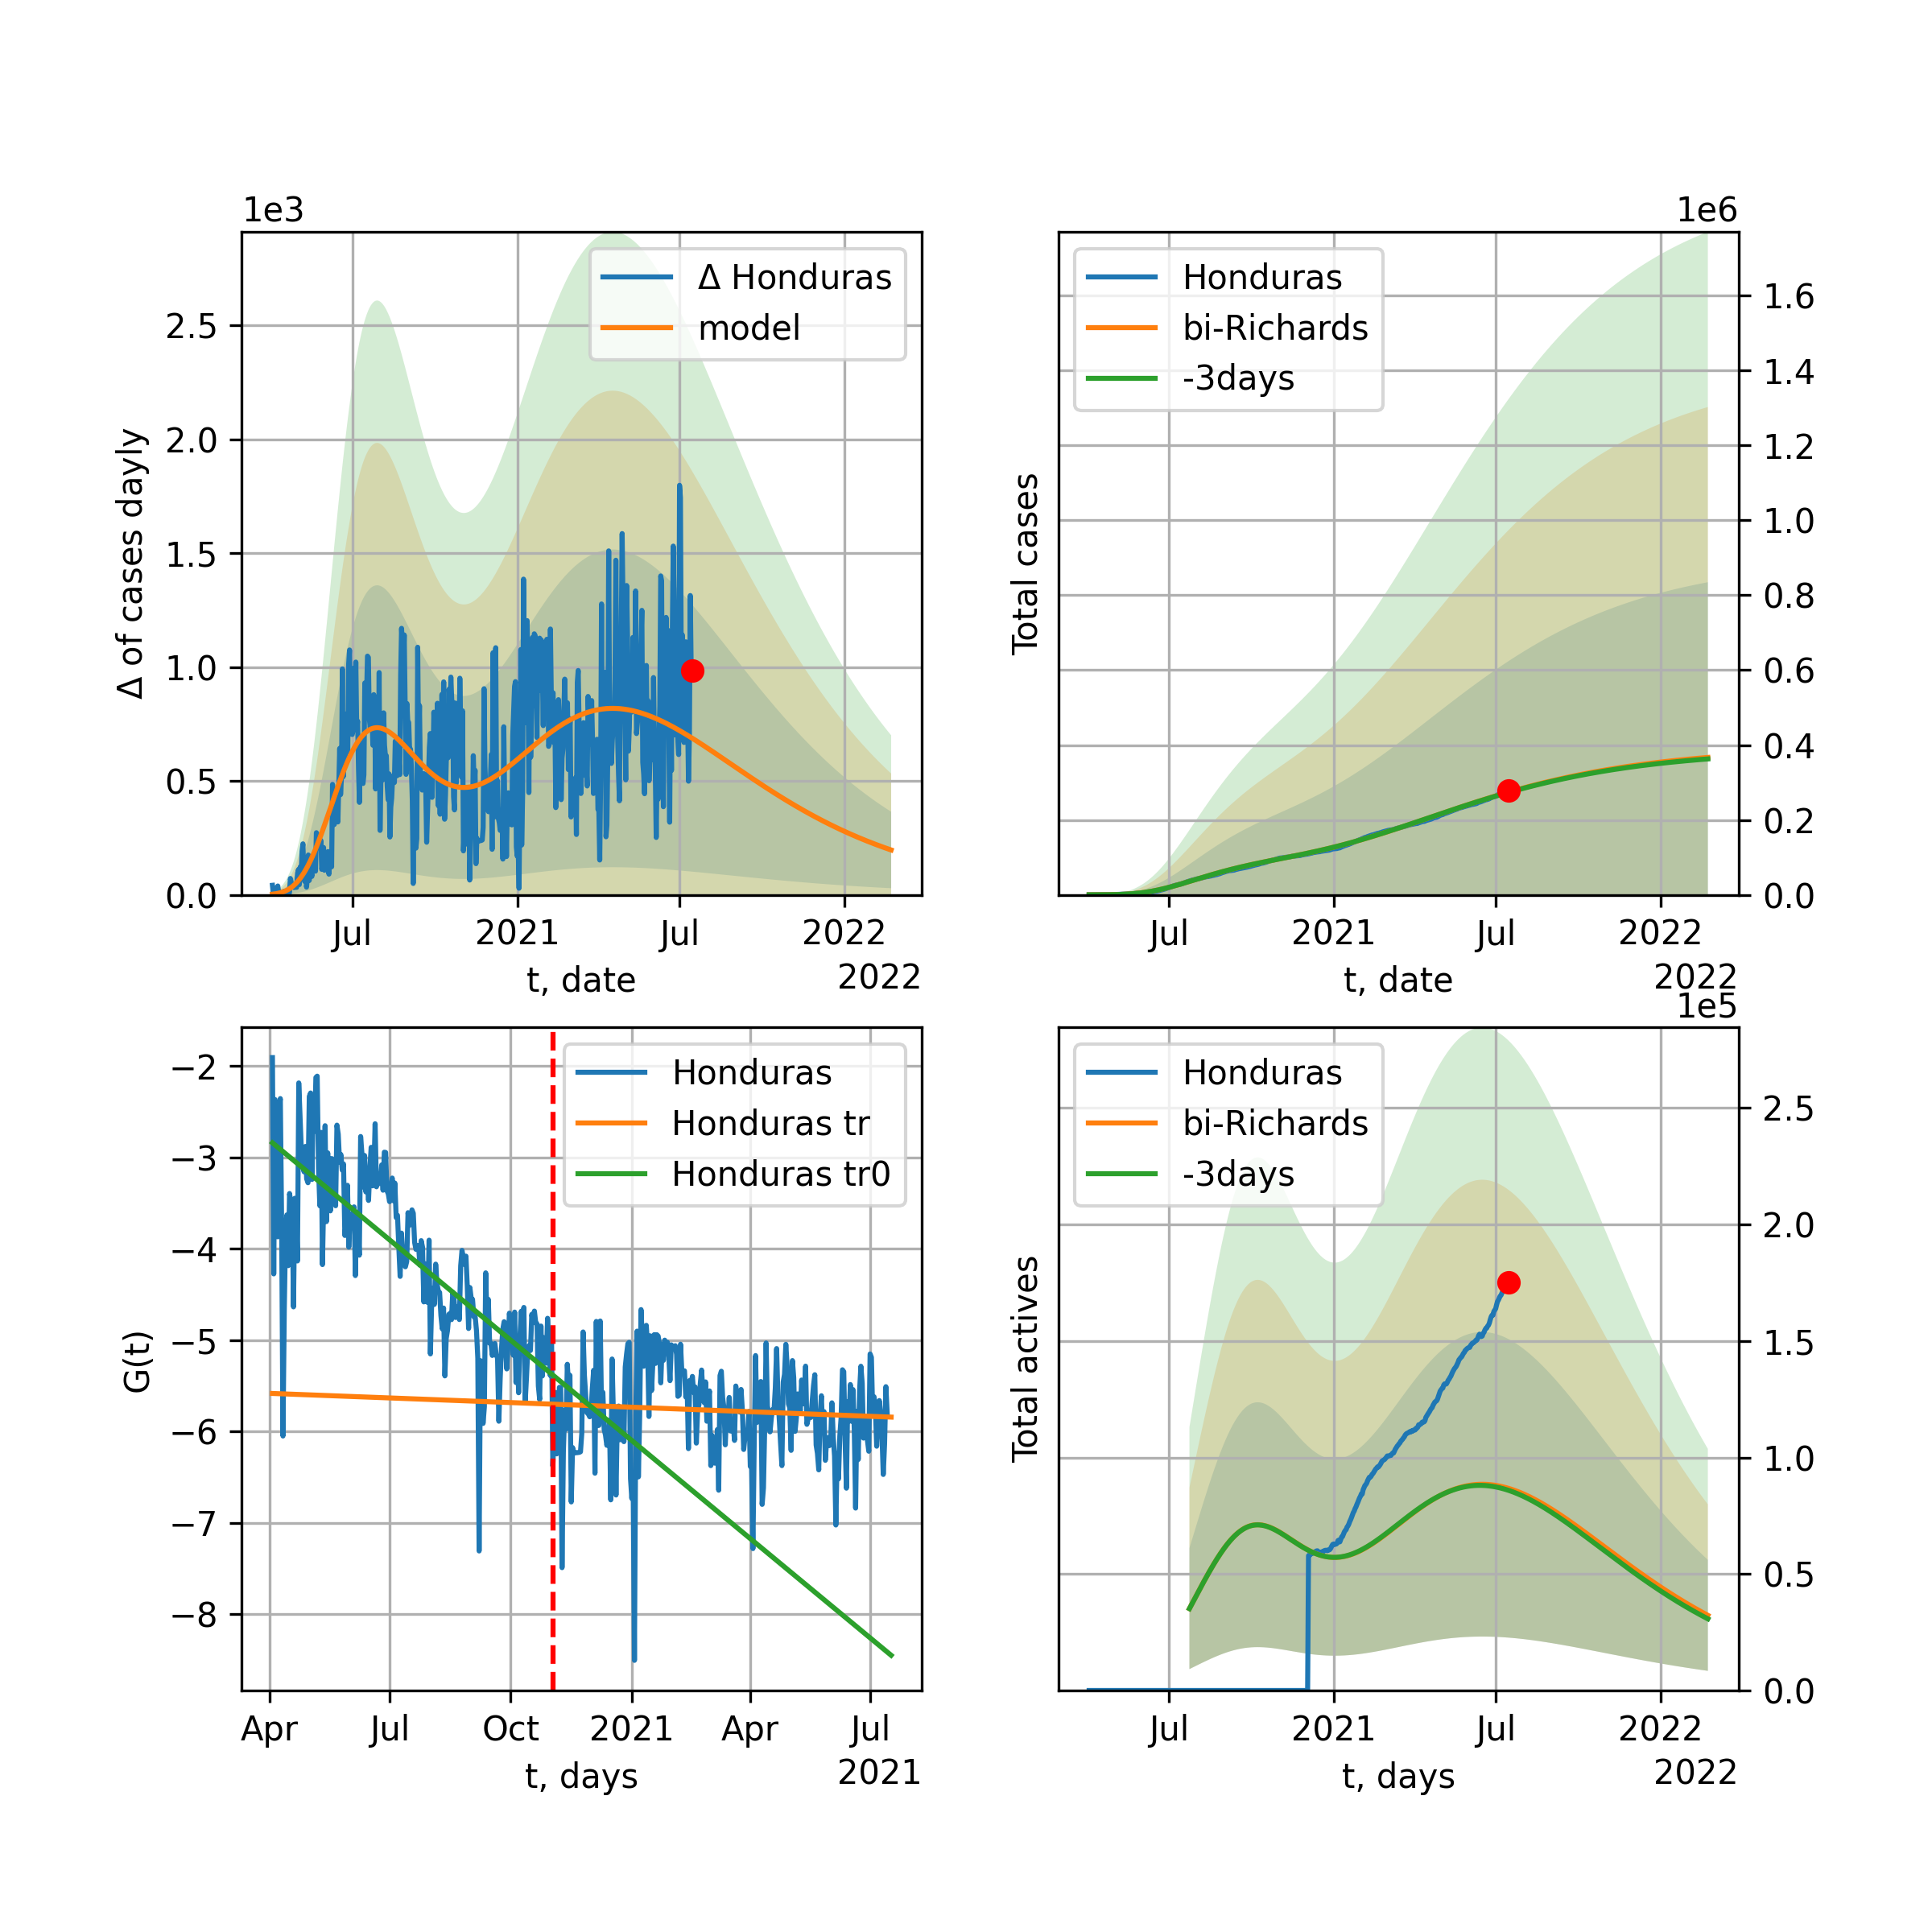 1e3
Δ Honduras
model
2.5
2.0
1.5
1.0
0.5
0.0
Δ of cases dayly
Jul
2021
Jul
2022
t, date
2022
1e6
Honduras
bi-Richards
-3days
Total cases
1.6
1.4
1.2
1.0
0.8
0.6
0.4
0.2
0.0
Jul
2021
Jul
2022
t, date
2022
Honduras
Honduras tr
Honduras tr0
−2
−3
−4
−5
−6
−7
−8
G(t)
Apr
Jul
Oct
2021
Apr
Jul
t, days
2021
1e5
Honduras
bi-Richards
-3days
Total actives
2.5
2.0
1.5
1.0
0.5
0.0
Jul
2021
Jul
2022
t, days
2022